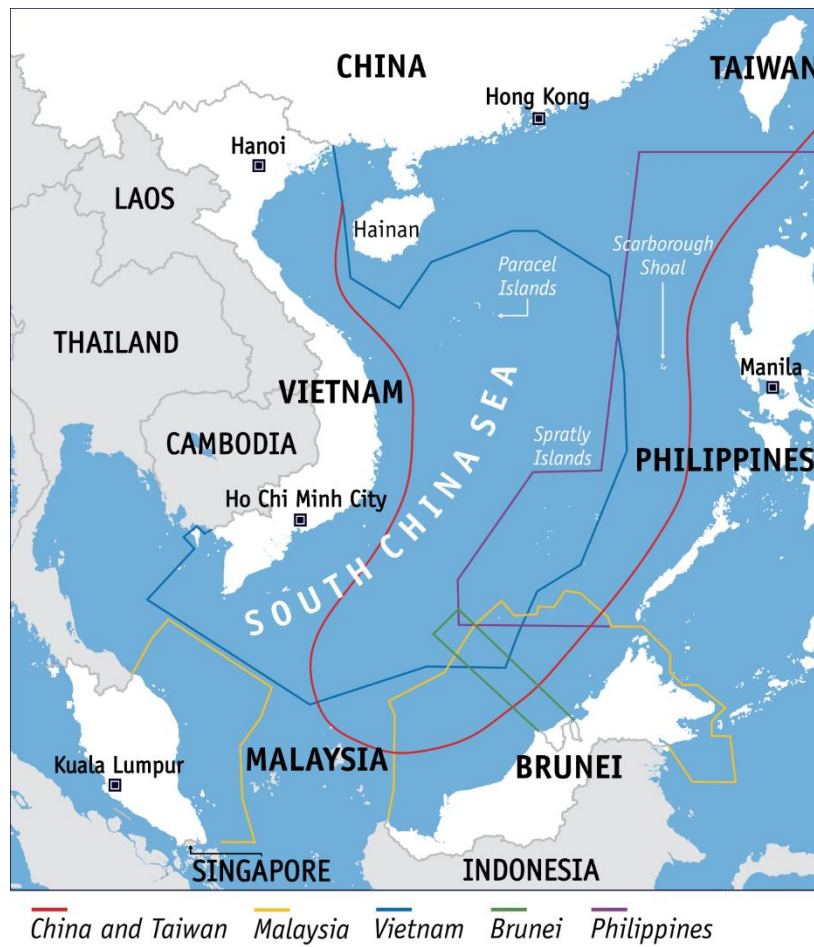 CHINA
TAIWAN
Hong Kong
Hanoi
LAOS
Hainan
Scarborough
Shoal
Paracel
Islands
THAILAND
VIETNAM
Manila
CAMBODIA
Spratly
Islands
PHILIPPINES
Ho Chi Minh City
SOUTH CHINA SEA
MALAYSIA
BRUNEI
Kuala Lumpur
SINGAPORE
INDONESIA
China and Taiwan
Malaysia
Vietnam
Brunei
Philippines